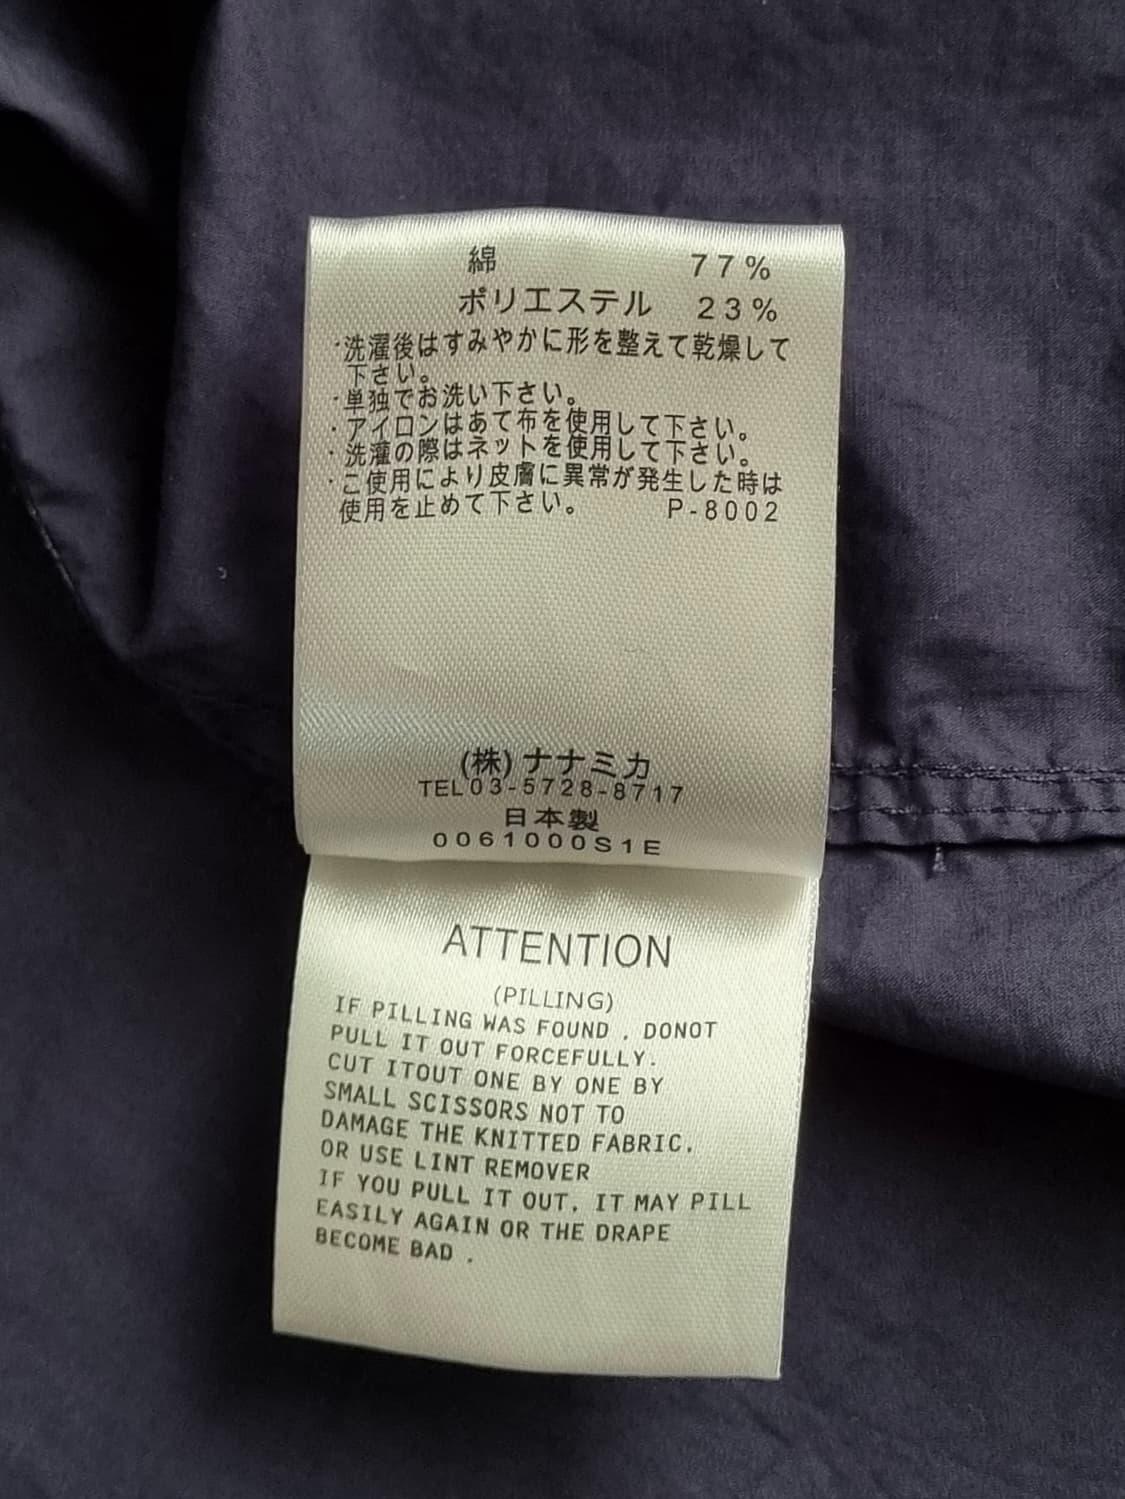 綿 77%
ポリエステル 23%
・洗濯後はすみやかに形を整えて乾燥して
下さい。
・単独でお洗い下さい。
・アイロンはあて布を使用して下さい。
・洗濯の際はネットを使用して下さい。
・ご使用により皮膚に異常が発生した時は
使用を止めて下さい。 P-8002
(株)ナナミカ
TEL03-5728-8717
日本製
0061000S1E
ATTENTION
(PILLING)
IF PILLING WAS FOUND , DONOT
PULL IT OUT FORCEFULLY.
CUT ITOUT ONE BY ONE BY
SMALL SCISSORS NOT TO
DAMAGE THE KNITTED FABRIC.
OR USE LINT REMOVER
IF YOU PULL IT OUT, IT MAY PILL
EASILY AGAIN OR THE DRAPE
BECOME BAD .